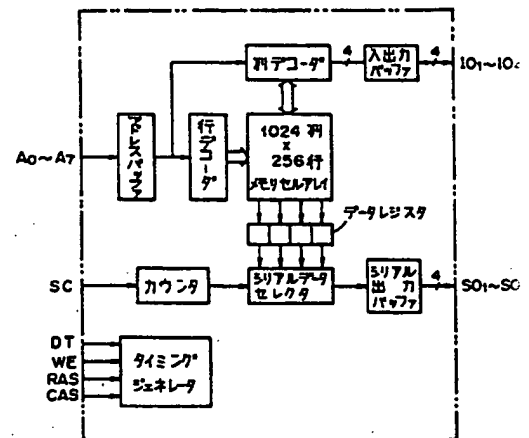 列デコーダ
4
入出力
バッファ
4
IO₁~IO₄
A₀~A₇
アドレスバッファ
行デコーダ
1024 列
x
256行
メモリセルアレイ
データレジスタ
SC
カウンタ
シリアルデータ
セレクタ
シリアル
出力
バッファ
4
SO₁~SO
DT
WE
RAS
CAS
タイミング
ジェネレータ